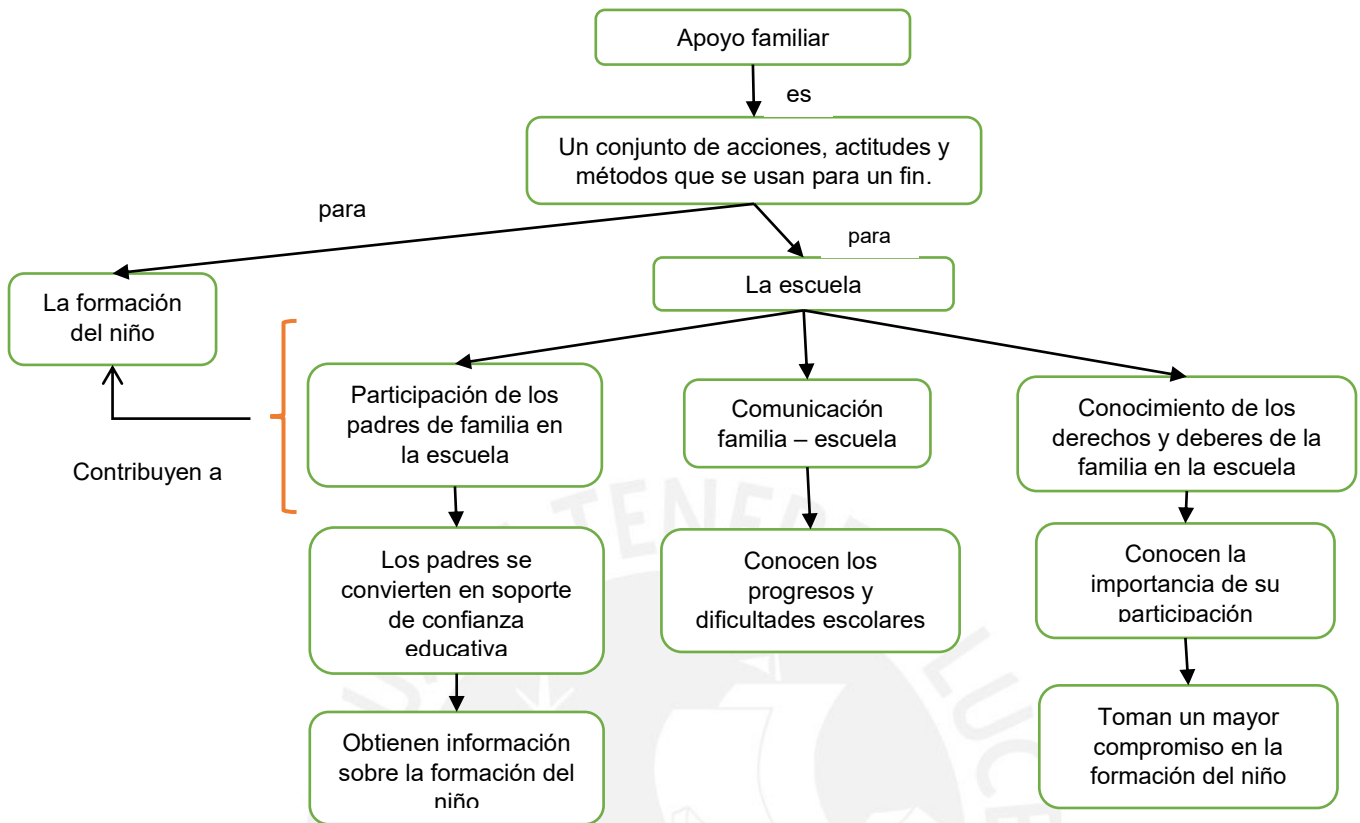 Apoyo familiar
es
Un conjunto de acciones, actitudes y
métodos que se usan para un fin.
para
para
La formación
del niño
La escuela
Contribuyen a
Participación de los
padres de familia en
la escuela
Comunicación
familia – escuela
Conocimiento de los
derechos y deberes de la
familia en la escuela
Los padres se
convierten en soporte
de confianza
educativa
Conocen los
progresos y
dificultades escolares
Conocen la
importancia de su
participación
Obtienen información
sobre la formación del
niño
Toman un mayor
compromiso en la
formación del niño
TENEB
LUCE